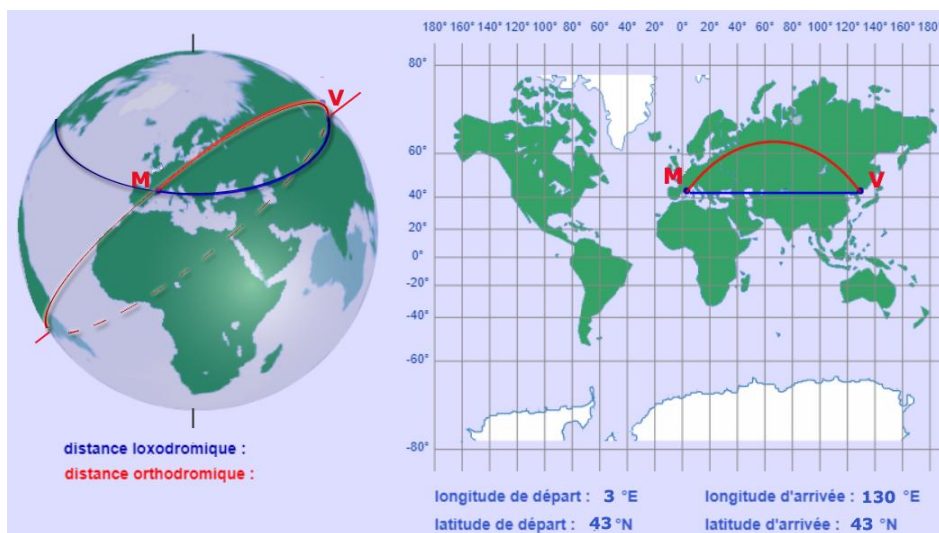 180° 160° 140° 120° 100° 80° 60° 40° 20° 0° 20° 40° 60° 80° 100° 120° 140° 160° 180°
80°
60°
40°
20°
0°
-20°
-40°
-60°
-80°
M
V
M
V
distance loxodromique :
distance orthodromique :
longitude de départ : 3 °E
latitude de départ : 43 °N
longitude d'arrivée : 130 °E
latitude d'arrivée : 43 °N